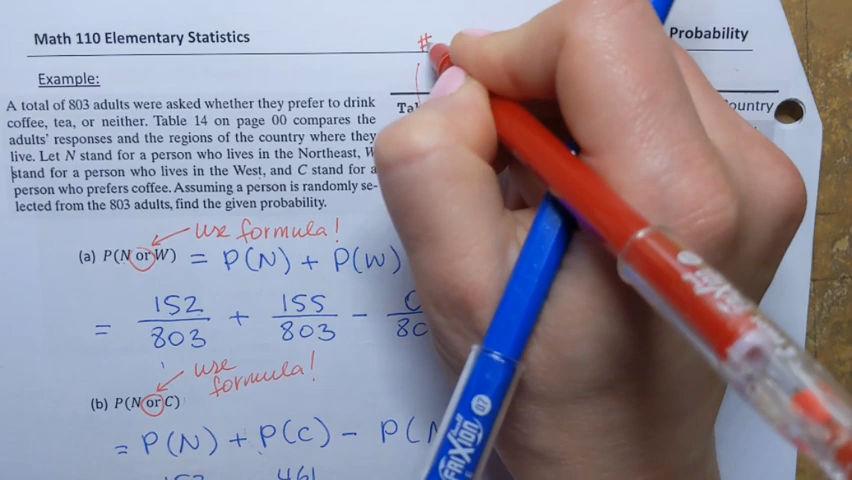 Math 110 Elementary Statistics
Probability
#
Example:
A total of 803 adults were asked whether they prefer to drink
coffee, tea, or neither. Table 14 on page 00 compares the
adults' responses and the regions of the country where they
live. Let N stand for a person who lives in the Northeast, W
stand for a person who lives in the West, and C stand for a
person who prefers coffee. Assuming a person is randomly se-
lected from the 803 adults, find the given probability.
use formula!
(a) P(N or W) = P(N) + P(W)
= 152/803 + 155/803 -
use
formula!
(b) P(N or C)
= P(N) + P(C) - P(N
461
FRIXION
07